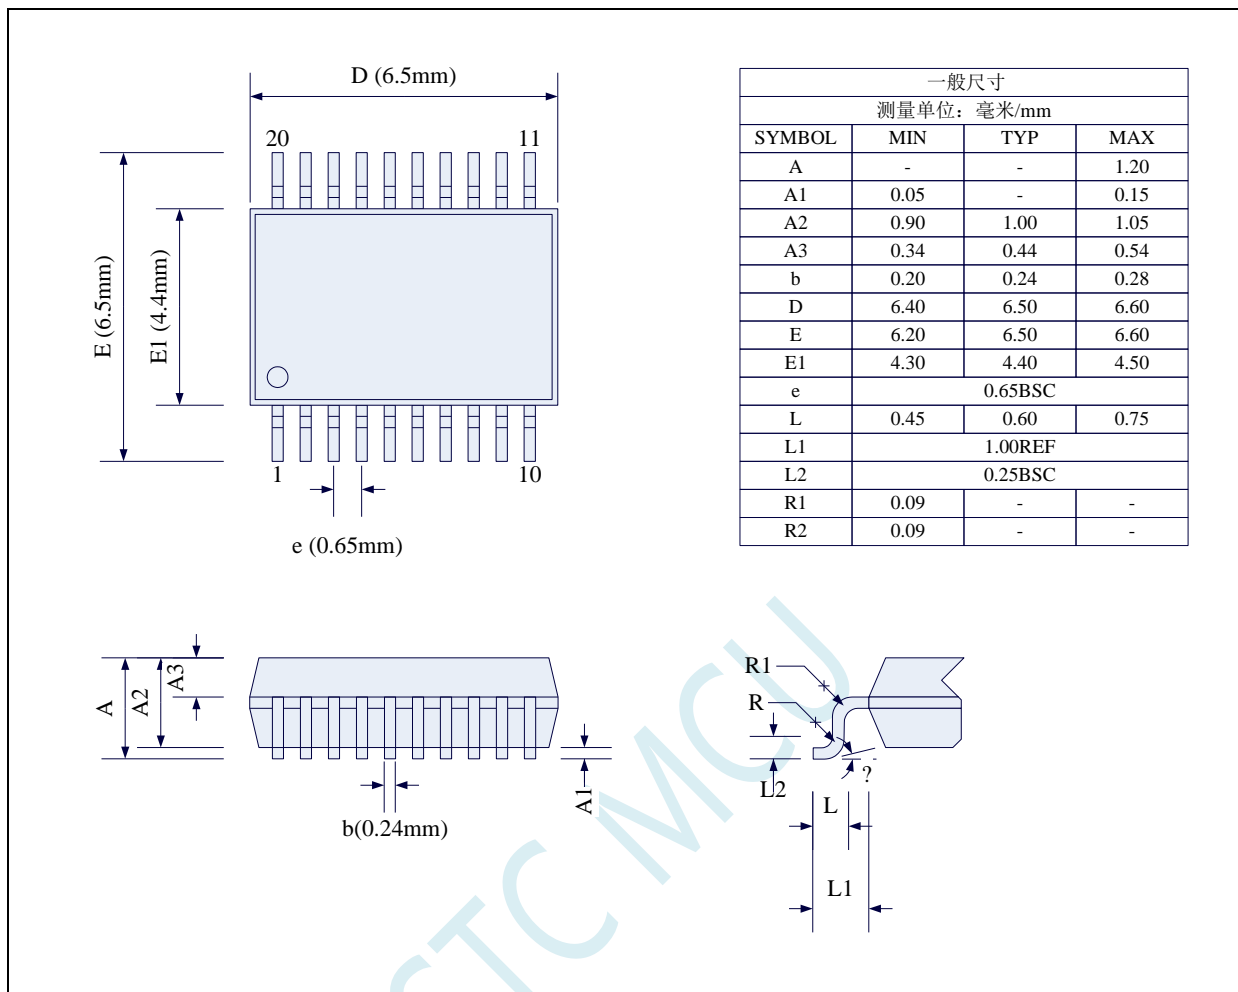 D (6.5mm)
20
11
E (6.5mm)
E1 (4.4mm)
1
10
e (0.65mm)
一般尺寸
测量单位：毫米/mm
SYMBOL MIN TYP MAX
A - - 1.20
A1 0.05 - 0.15
A2 0.90 1.00 1.05
A3 0.34 0.44 0.54
b 0.20 0.24 0.28
D 6.40 6.50 6.60
E 6.20 6.50 6.60
E1 4.30 4.40 4.50
e 0.65BSC
L 0.45 0.60 0.75
L1 1.00REF
L2 0.25BSC
R1 0.09 - -
R2 0.09 - -
A
A2
A3
A1
b(0.24mm)
R1
R
L2
?
L
L1
STC MCU